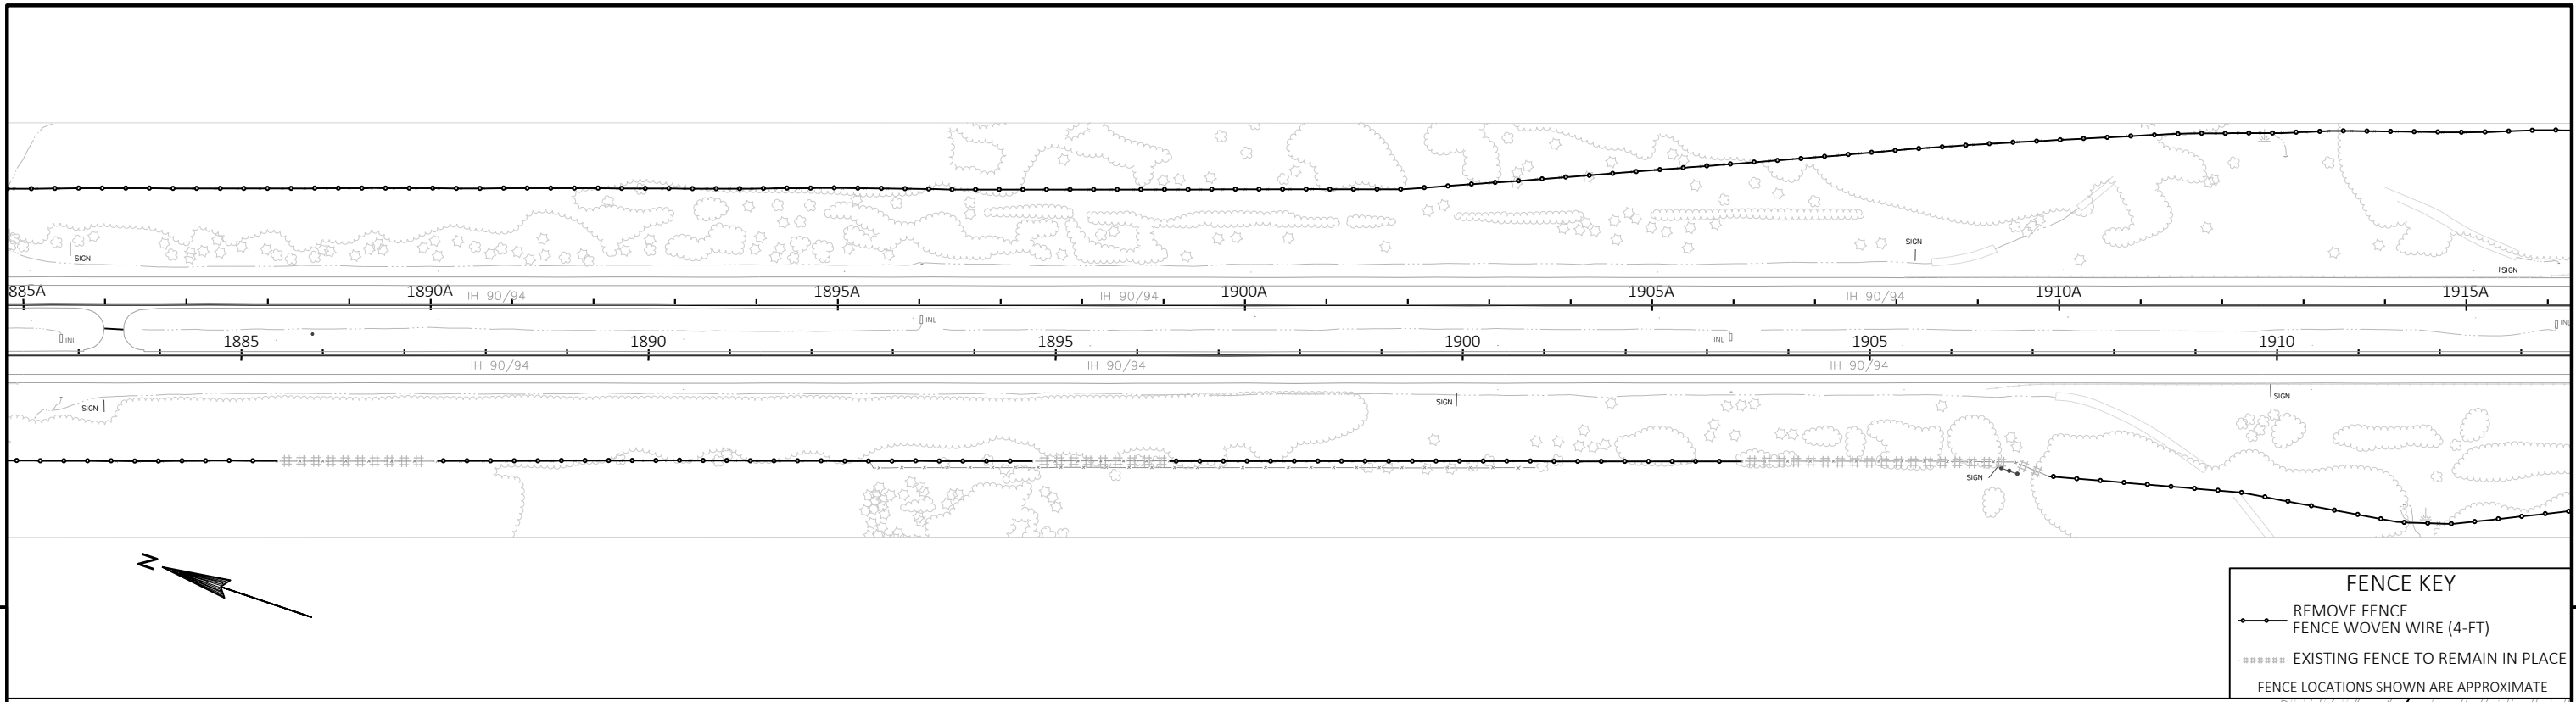 SIGN
SIGN
SIGN
885A
1890A
IH 90/94
1895A
IH 90/94
1900A
1905A
IH 90/94
1910A
1915A
INL
INL
INL
INL
1885
1890
1895
1900
1905
1910
IH 90/94
IH 90/94
IH 90/94
SIGN
SIGN
SIGN
SIGN
N
FENCE KEY
REMOVE FENCE
FENCE WOVEN WIRE (4-FT)
EXISTING FENCE TO REMAIN IN PLACE
FENCE LOCATIONS SHOWN ARE APPROXIMATE